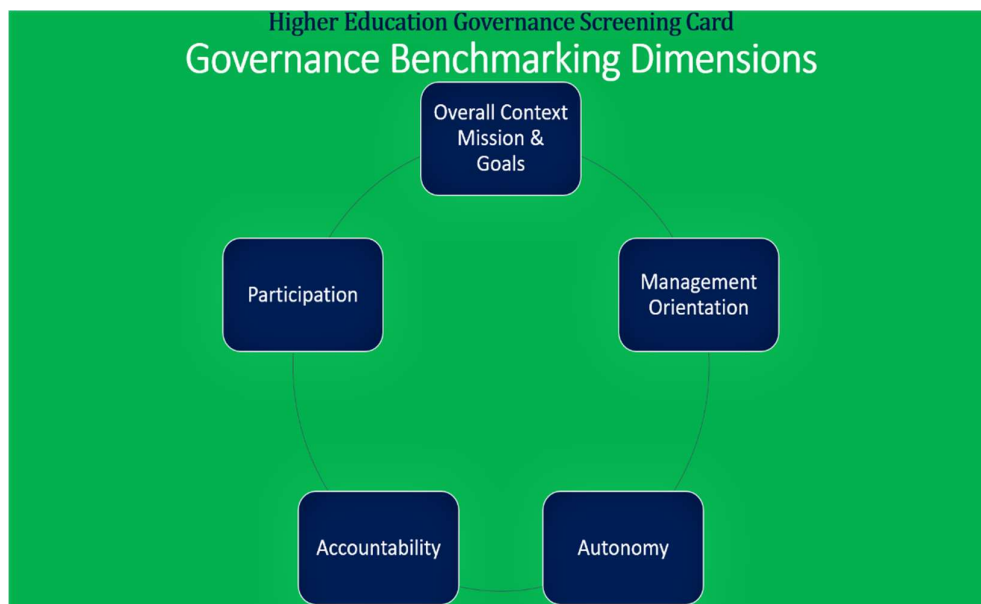 Higher Education Governance Screening Card
Governance Benchmarking Dimensions
Overall Context
Mission &
Goals
Management
Orientation
Autonomy
Accountability
Participation